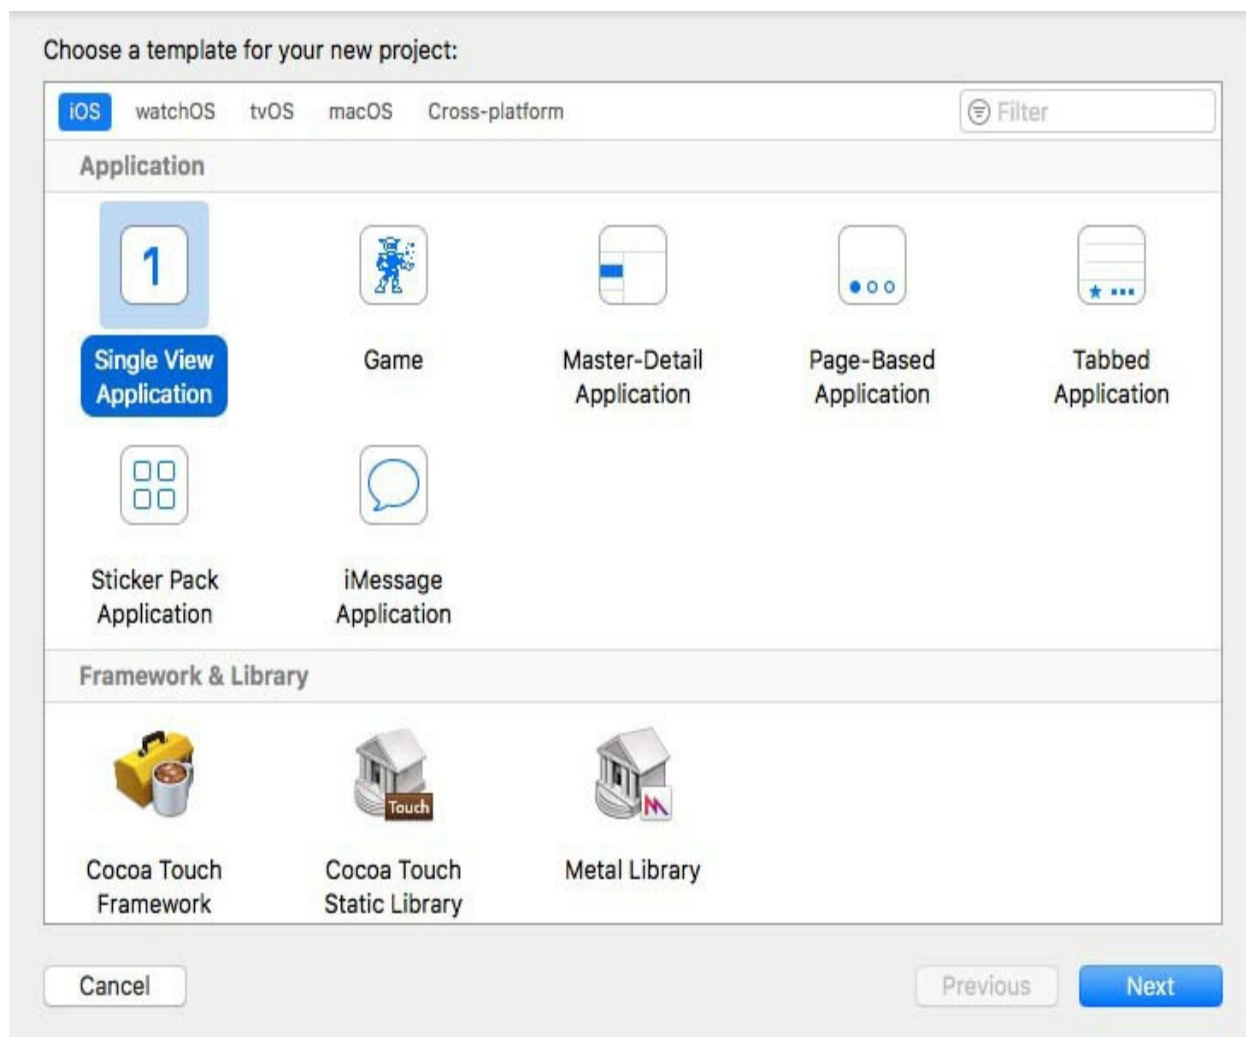 Choose a template for your new project:
iOS watchOS tvOS macOS Cross-platform Filter
Application
1
Single View Application
Game
Master-Detail Application
Page-Based Application
Tabbed Application
Sticker Pack Application
iMessage Application
Framework & Library
Touch
Cocoa Touch Framework
Cocoa Touch Static Library
Metal Library
Cancel Previous Next